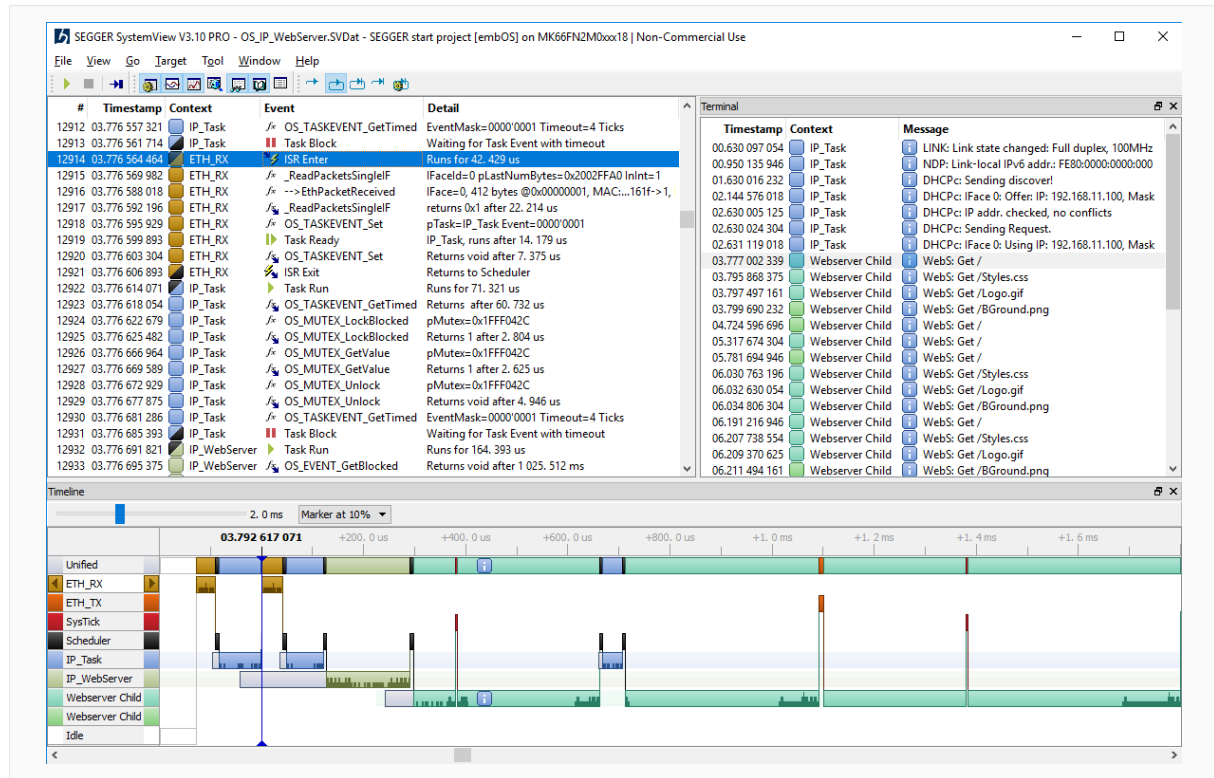 SEGGER SystemView V3.10 PRO - OS_IP_WebServer.SVDat - SEGGER start project [embOS] on MK66FN2M0xxx18 | Non-Commercial Use
File View Go Target Tool Window Help
# Timestamp Context Event Detail
12912 03.776 557 321 IP_Task fx OS_TASKEVENT_GetTimed EventMask=0000'0001 Timeout=4 Ticks
12913 03.776 561 714 IP_Task Task Block Waiting for Task Event with timeout
12914 03.776 564 464 ETH_RX ISR Enter Runs for 42. 429 us
12915 03.776 569 982 ETH_RX fx _ReadPacketsSingleIF IFaceId=0 pLastNumBytes=0x2002FFA0 InInt=1
12916 03.776 588 018 ETH_RX fx -->EthPacketReceived IFace=0, 412 bytes @0x00000001, MAC:...161f->1,
12917 03.776 592 196 ETH_RX fx _ReadPacketsSingleIF returns 0x1 after 22. 214 us
12918 03.776 595 929 ETH_RX fx OS_TASKEVENT_Set pTask=IP_Task Event=0000'0001
12919 03.776 599 893 ETH_RX Task Ready IP_Task, runs after 14. 179 us
12920 03.776 603 304 ETH_RX fx OS_TASKEVENT_Set Returns void after 7. 375 us
12921 03.776 606 893 ETH_RX ISR Exit Returns to Scheduler
12922 03.776 614 071 IP_Task Task Run Runs for 71. 321 us
12923 03.776 618 054 IP_Task fx OS_TASKEVENT_GetTimed Returns after 60. 732 us
12924 03.776 622 679 IP_Task fx OS_MUTEX_LockBlocked pMutex=0x1FFF042C
12925 03.776 625 482 IP_Task fx OS_MUTEX_LockBlocked Returns 1 after 2. 804 us
12926 03.776 666 964 IP_Task fx OS_MUTEX_GetValue pMutex=0x1FFF042C
12927 03.776 669 589 IP_Task fx OS_MUTEX_GetValue Returns 1 after 2. 625 us
12928 03.776 672 929 IP_Task fx OS_MUTEX_Unlock pMutex=0x1FFF042C
12929 03.776 677 875 IP_Task fx OS_MUTEX_Unlock Returns void after 4. 946 us
12930 03.776 681 286 IP_Task fx OS_TASKEVENT_GetTimed EventMask=0000'0001 Timeout=4 Ticks
12931 03.776 685 393 IP_Task Task Block Waiting for Task Event with timeout
12932 03.776 691 821 IP_WebServer Task Run Runs for 164. 393 us
12933 03.776 695 375 IP_WebServer fx OS_EVENT_GetBlocked Returns void after 1 025. 512 ms
Terminal
Timestamp Context Message
00.630 097 054 IP_Task LINK: Link state changed: Full duplex, 100MHz
00.950 135 946 IP_Task NDP: Link-local IPv6 addr.: FE80:0000:0000:000
01.630 016 232 IP_Task DHCPc: Sending discover!
02.144 576 018 IP_Task DHCPc: IFace 0: Offer: IP: 192.168.11.100, Mask
02.630 005 125 IP_Task DHCPc: IP addr. checked, no conflicts
02.630 024 304 IP_Task DHCPc: Sending Request.
02.631 119 018 IP_Task DHCPc: IFace 0: Using IP: 192.168.11.100, Mask
03.777 002 339 Webserver Child WebS: Get /
03.795 868 375 Webserver Child WebS: Get /Styles.css
03.797 497 161 Webserver Child WebS: Get /Logo.gif
03.799 690 232 Webserver Child WebS: Get /BGround.png
04.724 596 696 Webserver Child WebS: Get /
05.317 674 304 Webserver Child WebS: Get /
05.781 694 946 Webserver Child WebS: Get /
06.030 763 196 Webserver Child WebS: Get /Styles.css
06.032 630 054 Webserver Child WebS: Get /Logo.gif
06.034 806 304 Webserver Child WebS: Get /BGround.png
06.191 216 946 Webserver Child WebS: Get /
06.207 738 554 Webserver Child WebS: Get /Styles.css
06.209 370 625 Webserver Child WebS: Get /Logo.gif
06.211 494 161 Webserver Child WebS: Get /BGround.png
Timeline
2. 0 ms Marker at 10%
03.792 617 071 +200. 0 us +400. 0 us +600. 0 us +800. 0 us +1. 0 ms +1. 2 ms +1. 4 ms +1. 6 ms
Unified
ETH_RX
ETH_TX
SysTick
Scheduler
IP_Task
IP_WebServer
Webserver Child
Webserver Child
Idle